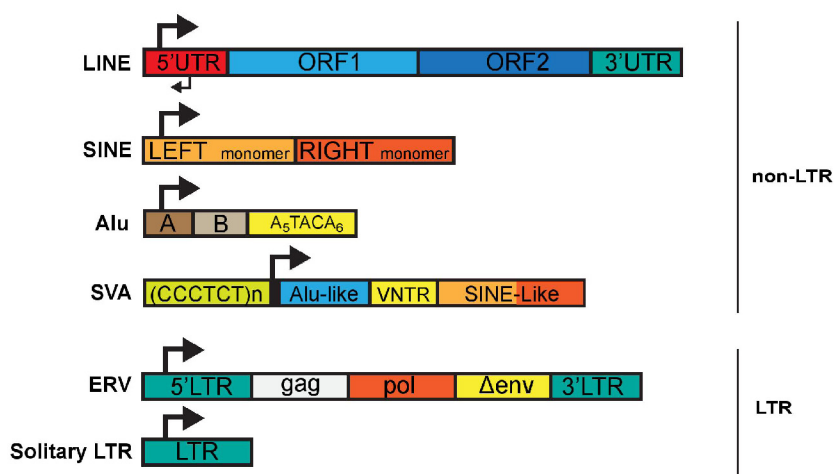 LINE 5'UTR ORF1 ORF2 3'UTR
SINE LEFT monomer RIGHT monomer
non-LTR
Alu A B A₅TACA₆
SVA (CCCTCT)n Alu-like VNTR SINE-Like
ERV 5'LTR gag pol Δenv 3'LTR
LTR
Solitary LTR LTR